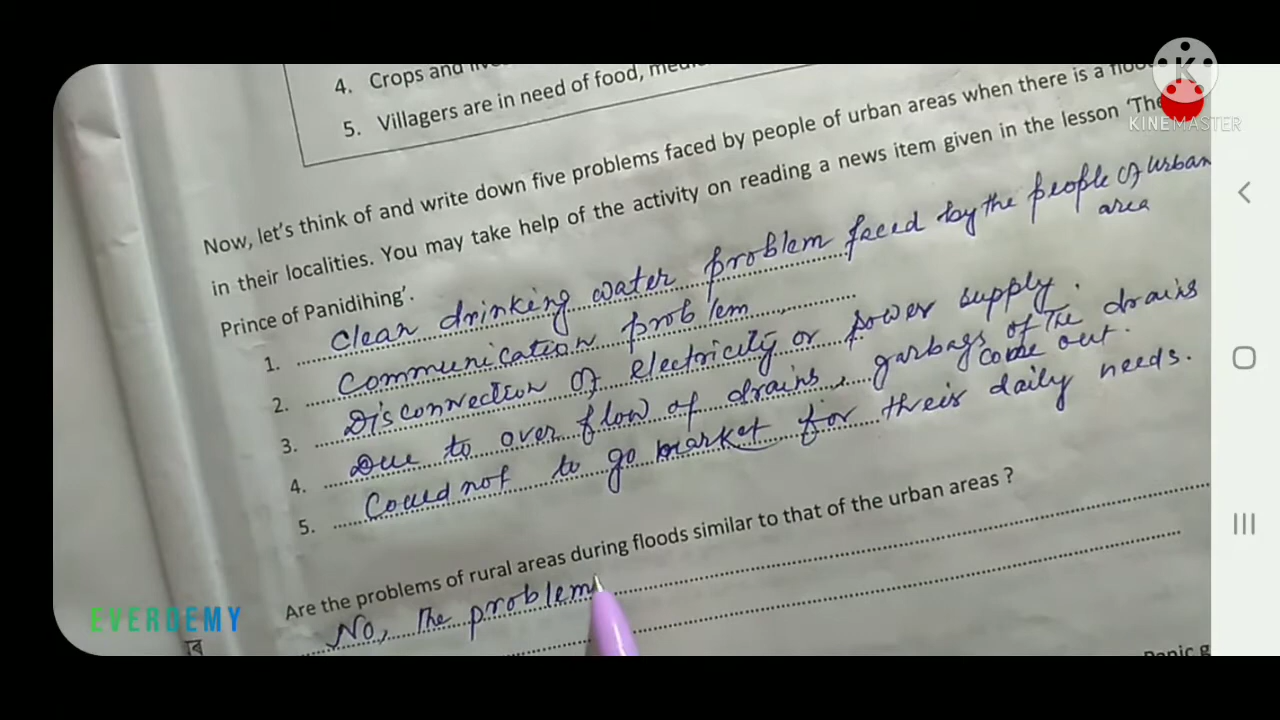 4. Crops and
5. Villagers are in need of food,
KINEMASTER
Now, let's think of and write down five problems faced by people of urban areas when there is a flood
in their localities. You may take help of the activity on reading a news item given in the lesson 'The
Prince of Panidihing'.
1. Clean drinking water problem faced by the people of urban
area
2. Communication problem
3. Disconnection of electricity or power supply.
4. Due to over flow of drains, garbags of the drains
come out.
5. Could not to go market for their daily needs.
Are the problems of rural areas during floods similar to that of the urban areas ?
No, The problem
EVERDEMY